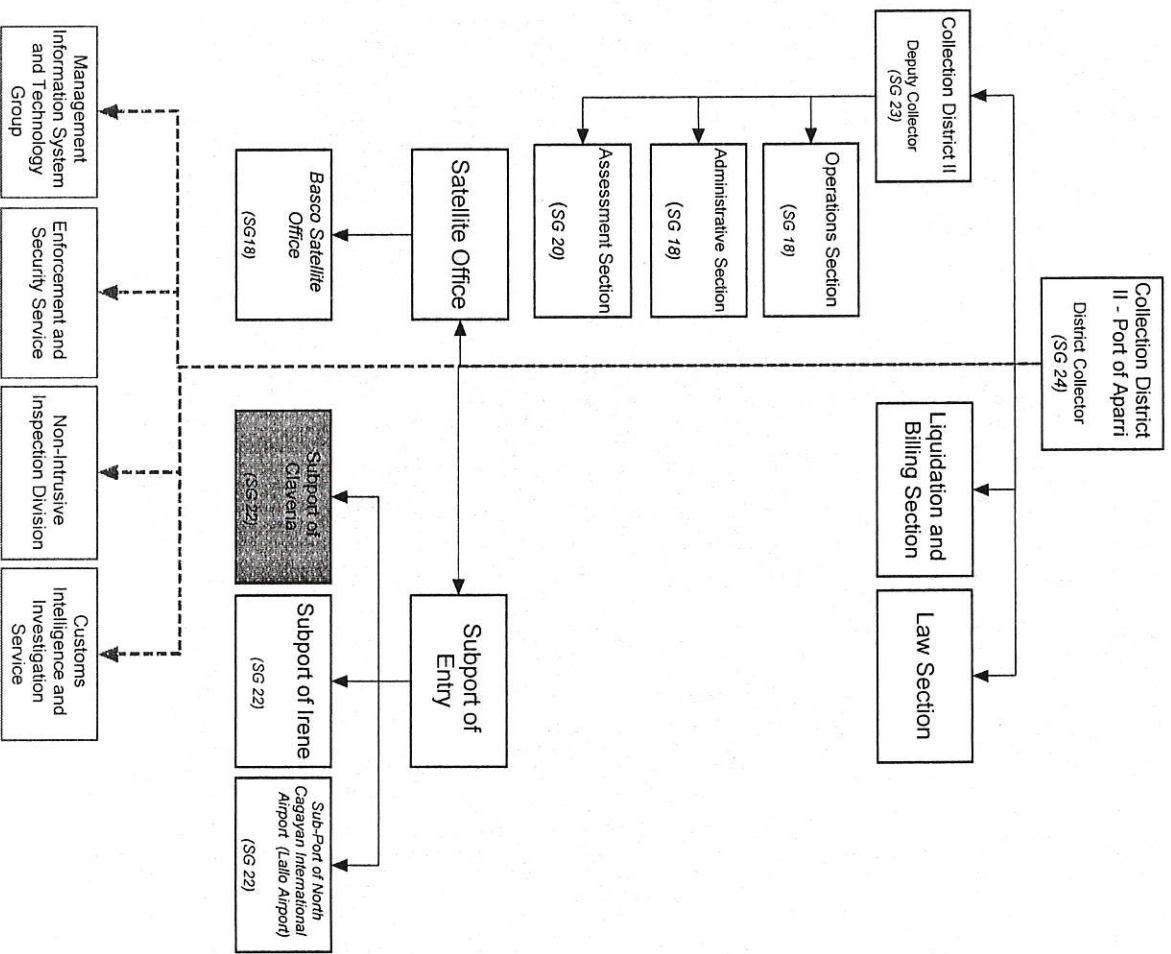 Collection District
II - Port of Aparri
District Collector
(SG 24)
Collection District II
Deputy Collector
(SG 23)
Liquidation and
Billing Section
Law Section
Operations Section
(SG 18)
Administrative Section
(SG 18)
Assessment Section
(SG 20)
Satellite Office
Subport of
Entry
Basco Satellite
Office
(SG18)
Subport of
Claveria
(SG 22)
Subport of Irene
(SG 22)
Sub-Port of North
Cagayan International
Airport (Lallo Airport)
(SG 22)
Management
Information System
and Technology
Group
Enforcement and
Security Service
Non-Intrusive
Inspection Division
Customs
Intelligence and
Investigation
Service